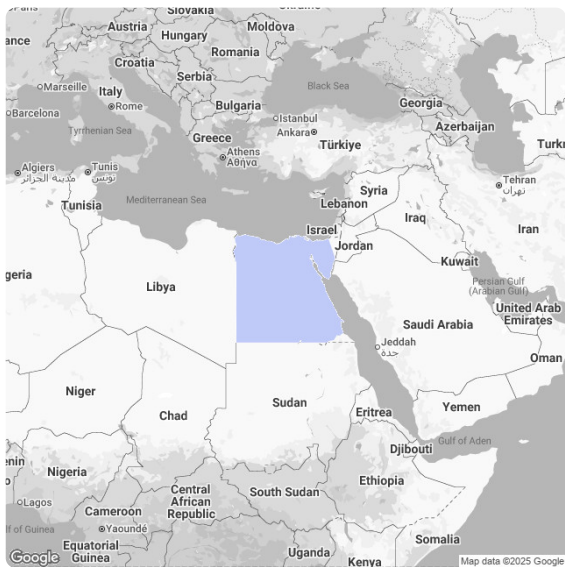 Paris
Slovakia
Austria
Moldova
Hungary
ance
Romania
Croatia
Serbia
Marseille
Italy
Black Sea
Rome
Georgia
Barcelona
Bulgaria
Istanbul
Azerbaijan
Tyrrhenian Sea
Ankara
Türkiye
Greece
Turkn
Athens
Αθήνα
Algiers
مدينة الجزائر
Tunis
تونس
Tehran
تهران
Syria
Mediterranean Sea
Lebanon
Tunisia
Iraq
Israel
Iran
Jordan
Kuwait
geria
Libya
Persian Gulf
(Arabian Gulf)
United Arab
Emirates
Saudi Arabia
Jeddah
جدة
Oman
Niger
Sudan
Chad
Yemen
Eritrea
Gulf of Aden
Djibouti
enin
Nigeria
Ethiopia
Central
African
Republic
South Sudan
Lagos
Cameroon
Yaoundé
lf of Guinea
Somalia
Equatorial
Guinea
Uganda
Kenya
Google
Map data ©2025 Google